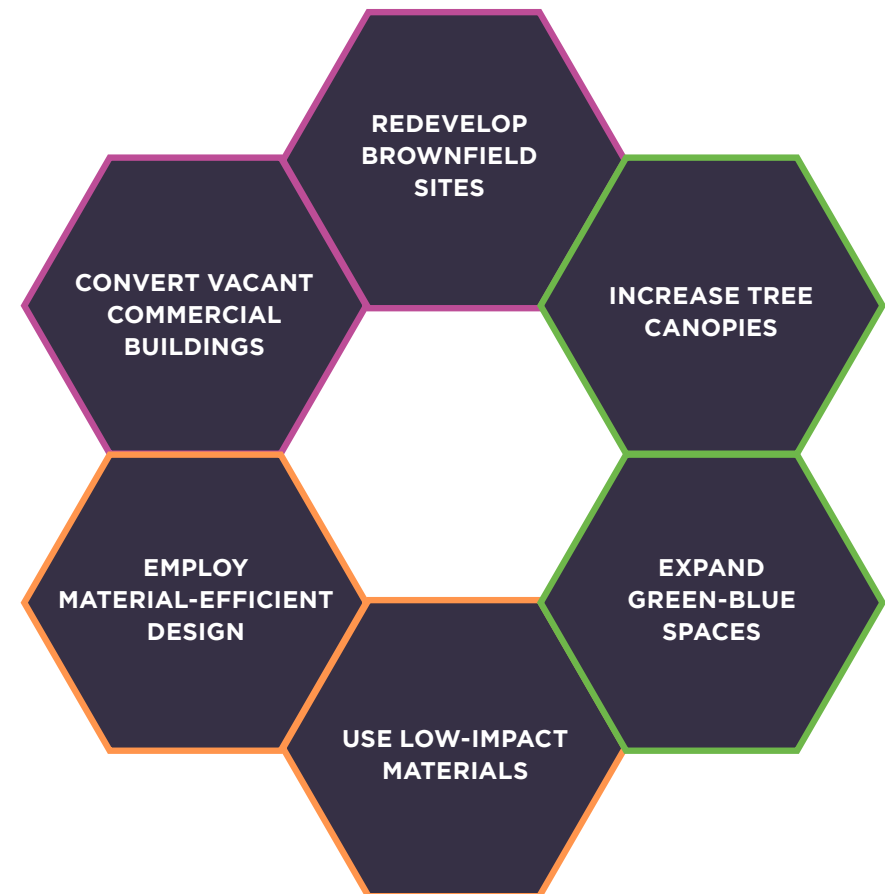 REDEVELOP
BROWNFIELD
SITES
CONVERT VACANT
COMMERCIAL
BUILDINGS
INCREASE TREE
CANOPIES
EMPLOY
MATERIAL-EFFICIENT
DESIGN
EXPAND
GREEN-BLUE
SPACES
USE LOW-IMPACT
MATERIALS